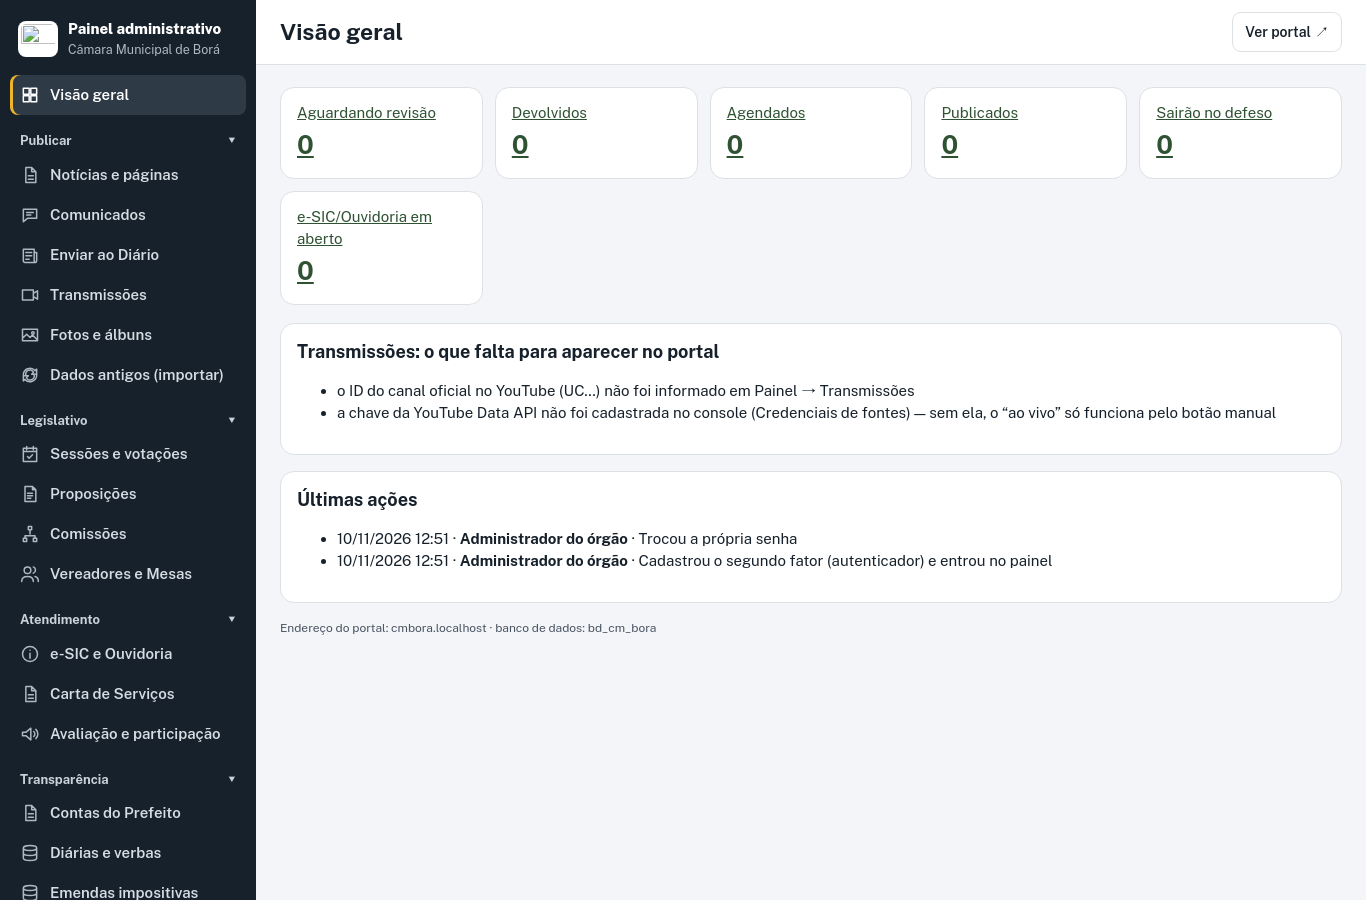 Painel administrativo
Câmara Municipal de Borá
Visão geral
Publicar
Notícias e páginas
Comunicados
Enviar ao Diário
Transmissões
Fotos e álbuns
Dados antigos (importar)
Legislativo
Sessões e votações
Proposições
Comissões
Vereadores e Mesas
Atendimento
e-SIC e Ouvidoria
Carta de Serviços
Avaliação e participação
Transparência
Contas do Prefeito
Diárias e verbas
Emendas impositivas
Visão geral
Ver portal ↗
Aguardando revisão
0
Devolvidos
0
Agendados
0
Publicados
0
Sairão no defeso
0
e-SIC/Ouvidoria em
aberto
0
Transmissões: o que falta para aparecer no portal
• o ID do canal oficial no YouTube (UC…) não foi informado em Painel → Transmissões
• a chave da YouTube Data API não foi cadastrada no console (Credenciais de fontes) — sem ela, o “ao vivo” só funciona pelo botão manual
Últimas ações
• 10/11/2026 12:51 · Administrador do órgão · Trocou a própria senha
• 10/11/2026 12:51 · Administrador do órgão · Cadastrou o segundo fator (autenticador) e entrou no painel
Endereço do portal: cmbora.localhost · banco de dados: bd_cm_bora